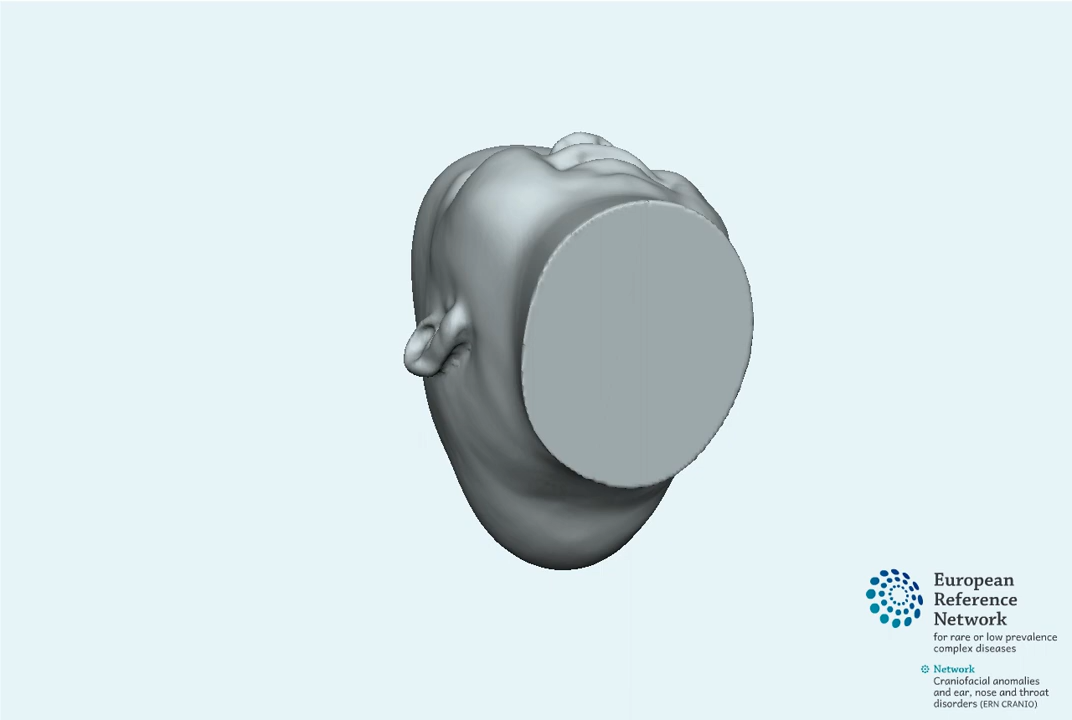 European
Reference
Network
for rare or low prevalence
complex diseases
Network
Craniofacial anomalies
and ear, nose and throat
disorders (ERN CRANIO)